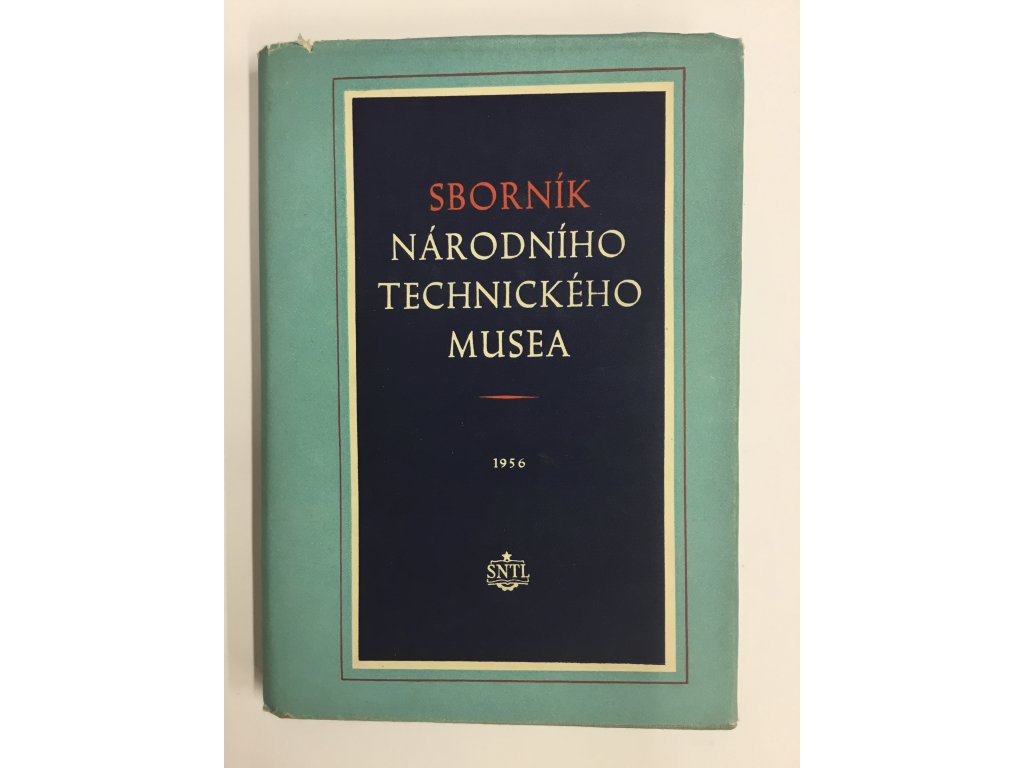 SBORNÍK
NÁRODNÍHO
TECHNICKÉHO
MUSEA
1956
SNTL